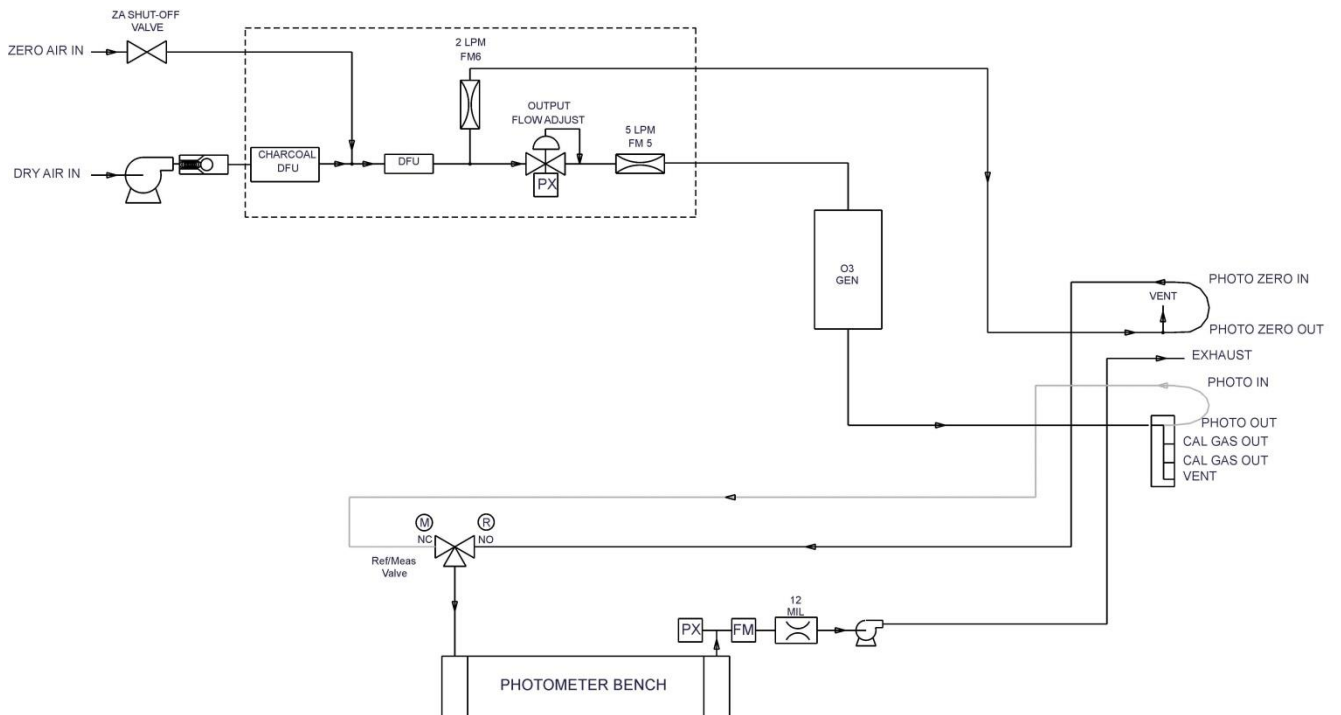 ZA SHUT-OFF
VALVE
ZERO AIR IN
2 LPM
FM6
OUTPUT
FLOW ADJUST
5 LPM
FM 5
CHARCOAL
DFU
DFU
PX
DRY AIR IN
O3
GEN
PHOTO ZERO IN
VENT
PHOTO ZERO OUT
EXHAUST
PHOTO IN
PHOTO OUT
CAL GAS OUT
CAL GAS OUT
VENT
M
R
NC
NO
Ref/Meas
Valve
12
MIL
PX
FM
PHOTOMETER BENCH